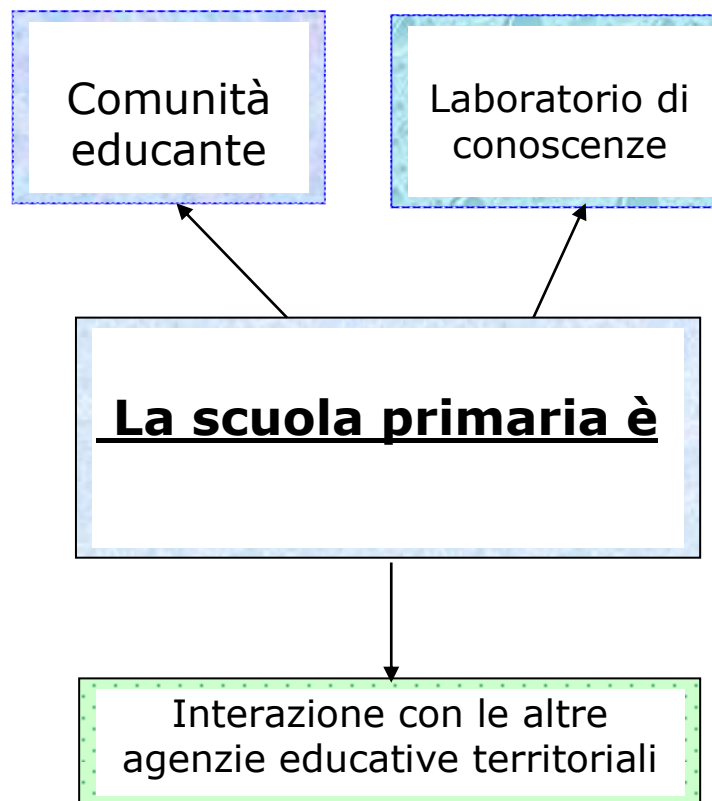 Comunità
educante
Laboratorio di
conoscenze
La scuola primaria è
Interazione con le altre
agenzie educative territoriali